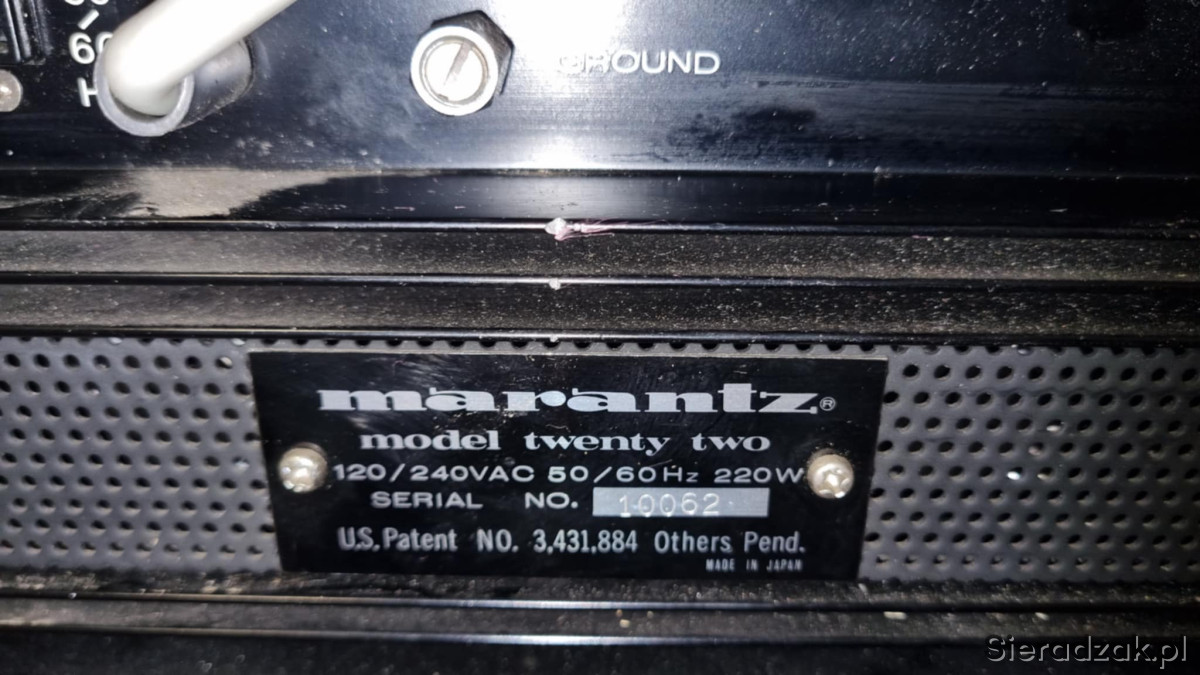 60
H
GROUND
marantz®
model twenty two
120/240VAC 50/60Hz 220W
SERIAL NO. 10062
U.S. Patent NO. 3,431,884 Others Pend.
MADE IN JAPAN
Sieradzak.pl